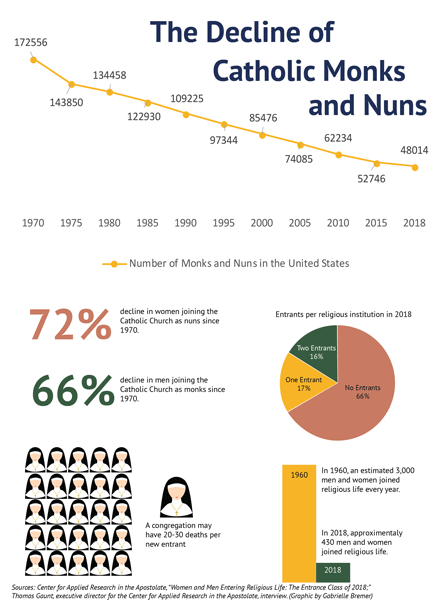 The Decline of
Catholic Monks
and Nuns
172556
143850
134458
122930
109225
97344
85476
74085
62234
52746
48014
1970 1975 1980 1985 1990 1995 2000 2005 2010 2015 2018
Number of Monks and Nuns in the United States
72%
decline in women joining the
Catholic Church as nuns since
1970.
66%
decline in men joining the
Catholic Church as monks since
1970.
Entrants per religious institution in 2018
Two Entrants
16%
One Entrant
17%
No Entrants
66%
A congregation may
have 20-30 deaths per
new entrant
1960
In 1960, an estimated 3,000
men and women joined
religious life every year.
In 2018, approximentaly
430 men and women
joined religious life.
2018
Sources: Center for Applied Research in the Apostolate, "Women and Men Entering Religious Life: The Entrance Class of 2018;"
Thomas Gaunt, executive director for the Center for Applied Research in the Apostolate, interview. (Graphic by Gabrielle Bremer)